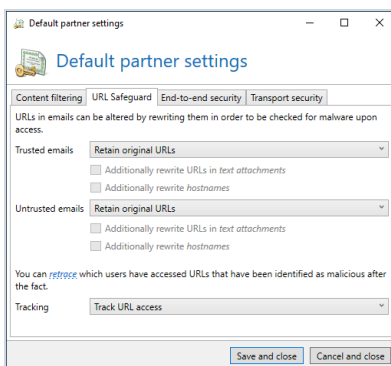 Default partner settings
Default partner settings
Content filtering URL Safeguard End-to-end security Transport security
URLs in emails can be altered by rewriting them in order to be checked for malware upon
access.
Trusted emails Retain original URLs
Additionally rewrite URLs in text attachments
Additionally rewrite hostnames
Untrusted emails Retain original URLs
Additionally rewrite URLs in text attachments
Additionally rewrite hostnames
You can retrace which users have accessed URLs that have been identified as malicious after
the fact.
Tracking Track URL access
Save and close Cancel and close